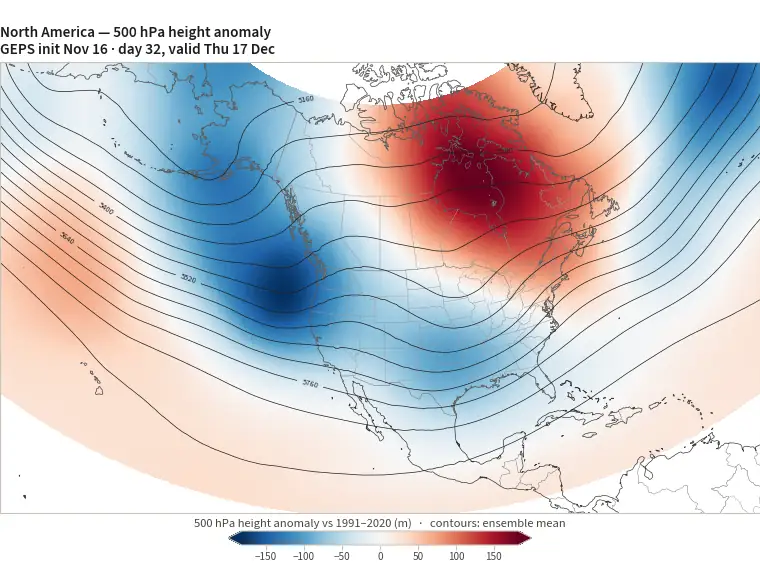 North America — 500 hPa height anomaly
GEPS init Nov 16 · day 32, valid Thu 17 Dec
5160
5400
5640
5520
5760
500 hPa height anomaly vs 1991–2020 (m) · contours: ensemble mean
−150 −100 −50 0 50 100 150